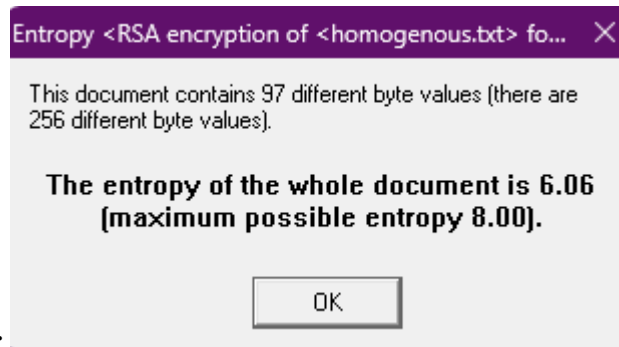 Entropy <RSA encryption of <homogenous.txt> fo...
This document contains 97 different byte values (there are
256 different byte values).
The entropy of the whole document is 6.06
(maximum possible entropy 8.00).
OK
.